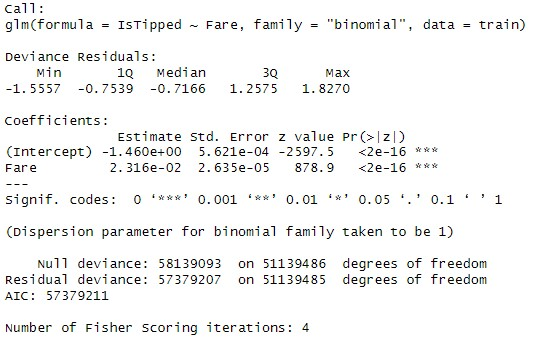 Call:
glm(formula = IsTipped ~ Fare, family = "binomial", data = train)
Deviance Residuals:
Min 1Q Median 3Q Max
-1.5557 -0.7539 -0.7166 1.2575 1.8270
Coefficients:
Estimate Std. Error z value Pr(>|z|)
(Intercept) -1.460e+00 5.621e-04 -2597.5 <2e-16 ***
Fare 2.316e-02 2.635e-05 878.9 <2e-16 ***
---
Signif. codes: 0 ‘***’ 0.001 ‘**’ 0.01 ‘*’ 0.05 ‘.’ 0.1 ‘ ’ 1
(Dispersion parameter for binomial family taken to be 1)
Null deviance: 58139093 on 51139486 degrees of freedom
Residual deviance: 57379207 on 51139485 degrees of freedom
AIC: 57379211
Number of Fisher Scoring iterations: 4